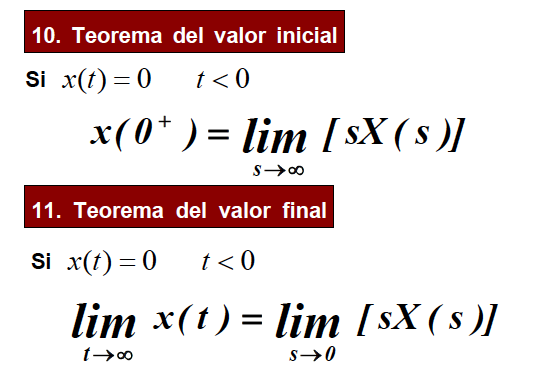 10. Teorema del valor inicial
Si x(t) = 0 t < 0
x(0⁺) = lim [sX(s)]
s→∞
11. Teorema del valor final
Si x(t) = 0 t < 0
lim x(t) = lim [sX(s)]
t→∞ s→0